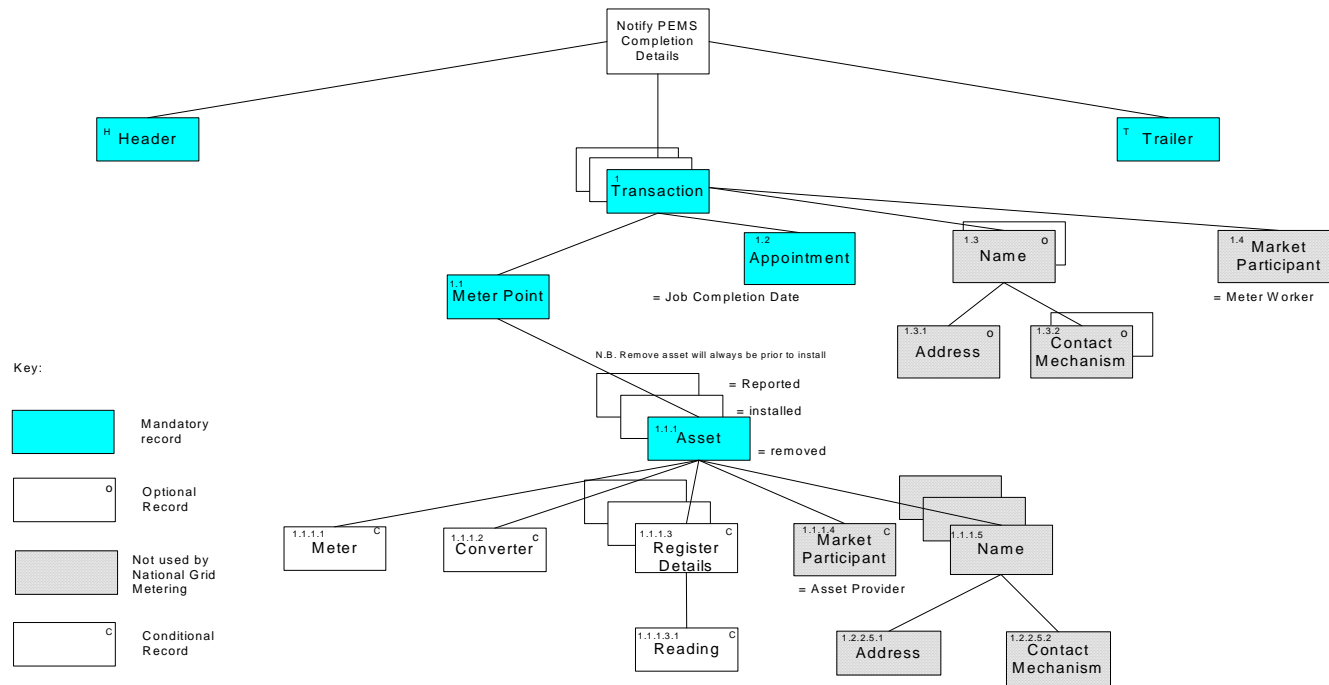 Notify PEMS
Completion
Details
H
Header
T
Trailer
1
Transaction
1.2
Appointment
= Job Completion Date
1.3
O
Name
1.4
Market
Participant
= Meter Worker
1.1
Meter Point
1.3.1
O
Address
1.3.2
O
Contact
Mechanism
N.B. Remove asset will always be prior to install
= Reported
= installed
1.1.1
Asset
= removed
Key:
Mandatory
record
O
Optional
Record
Not used by
National Grid
Metering
C
Conditional
Record
1.1.1.1
C
Meter
1.1.1.2
C
Converter
1.1.1.3
C
Register
Details
1.1.1.4
C
Market
Participant
= Asset Provider
1.1.1.5
Name
1.1.1.3.1
C
Reading
1.2.2.5.1
Address
1.2.2.5.2
Contact
Mechanism